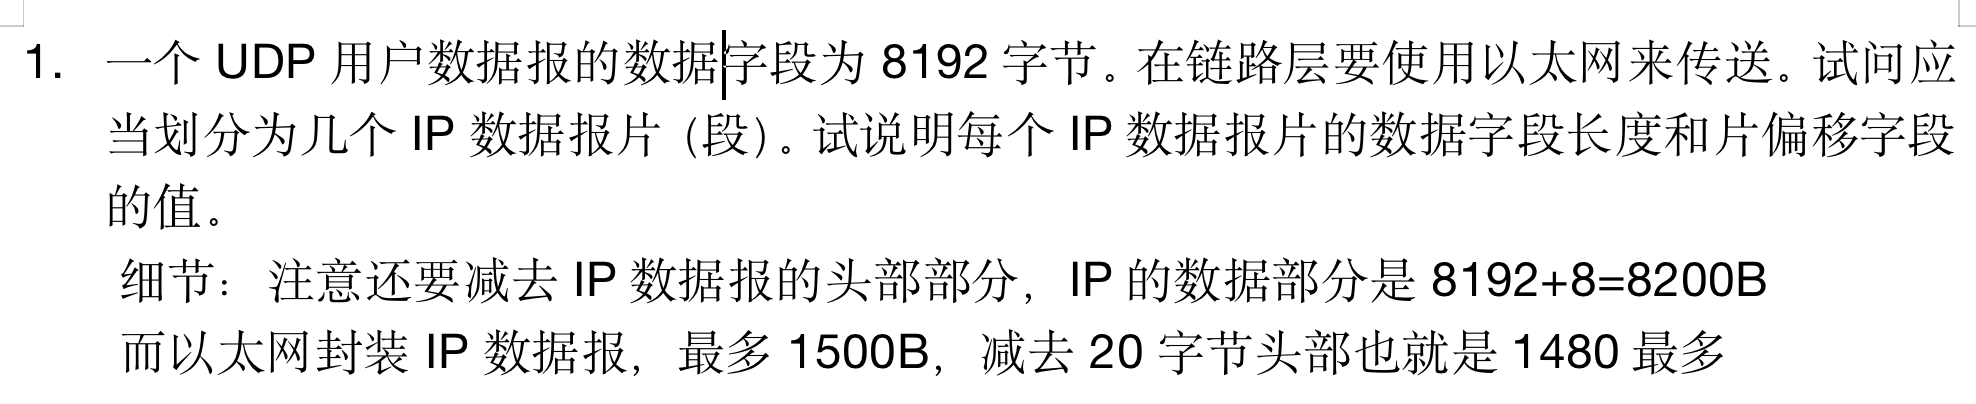 1. 一个 UDP 用户数据报的数据字段为 8192 字节。在链路层要使用以太网来传送。试问应
当划分为几个 IP 数据报片（段）。试说明每个 IP 数据报片的数据字段长度和片偏移字段
的值。
细节：注意还要减去 IP 数据报的头部部分，IP 的数据部分是 8192+8=8200B
而以太网封装 IP 数据报，最多 1500B，减去 20 字节头部也就是 1480 最多